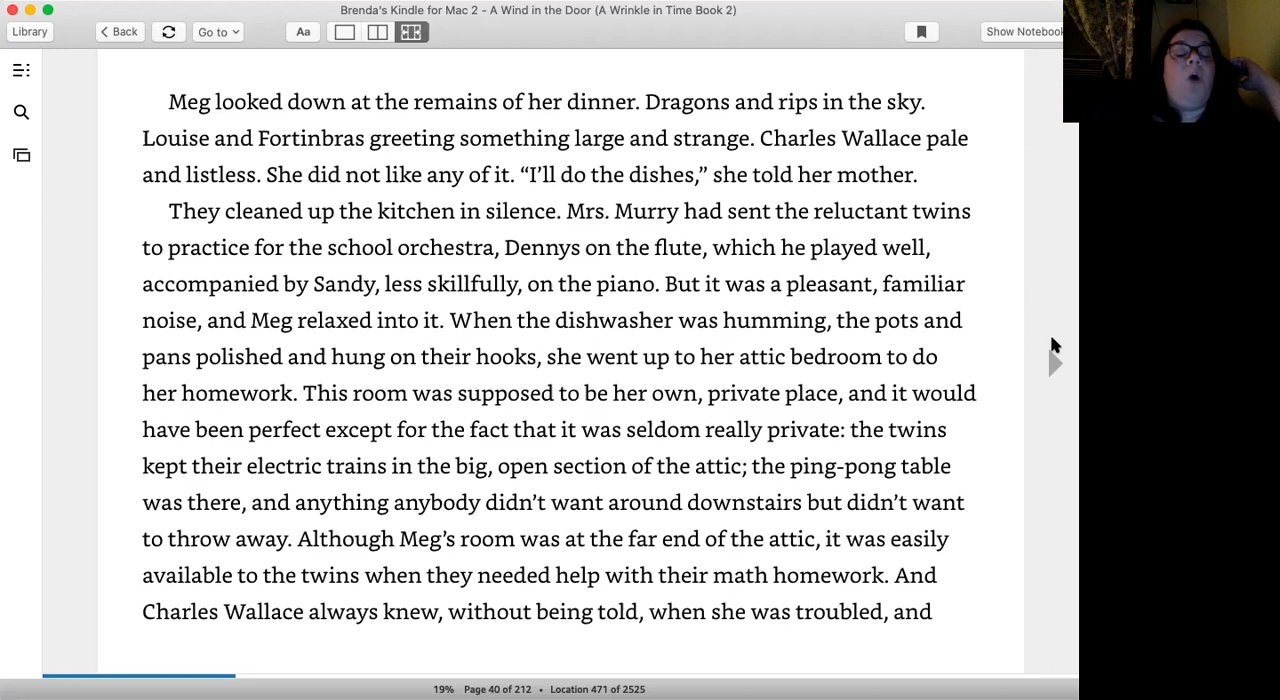 Brenda's Kindle for Mac 2 - A Wind in the Door (A Wrinkle in Time Book 2)
Library
Back
Go to
Aa
Show Notebook
Meg looked down at the remains of her dinner. Dragons and rips in the sky.
Louise and Fortinbras greeting something large and strange. Charles Wallace pale
and listless. She did not like any of it. “I’ll do the dishes,” she told her mother.
They cleaned up the kitchen in silence. Mrs. Murry had sent the reluctant twins
to practice for the school orchestra, Dennys on the flute, which he played well,
accompanied by Sandy, less skillfully, on the piano. But it was a pleasant, familiar
noise, and Meg relaxed into it. When the dishwasher was humming, the pots and
pans polished and hung on their hooks, she went up to her attic bedroom to do
her homework. This room was supposed to be her own, private place, and it would
have been perfect except for the fact that it was seldom really private: the twins
kept their electric trains in the big, open section of the attic; the ping-pong table
was there, and anything anybody didn’t want around downstairs but didn’t want
to throw away. Although Meg’s room was at the far end of the attic, it was easily
available to the twins when they needed help with their math homework. And
Charles Wallace always knew, without being told, when she was troubled, and
19% Page 40 of 212 • Location 471 of 2525